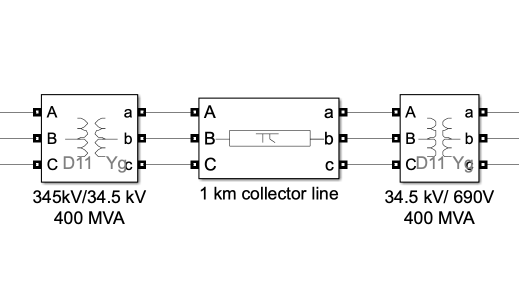 A a A a A a
B b B b B b
C D11 Yg c C c C D11 Yg c
345kV/34.5 kV 1 km collector line 34.5 kV/ 690V
400 MVA 400 MVA